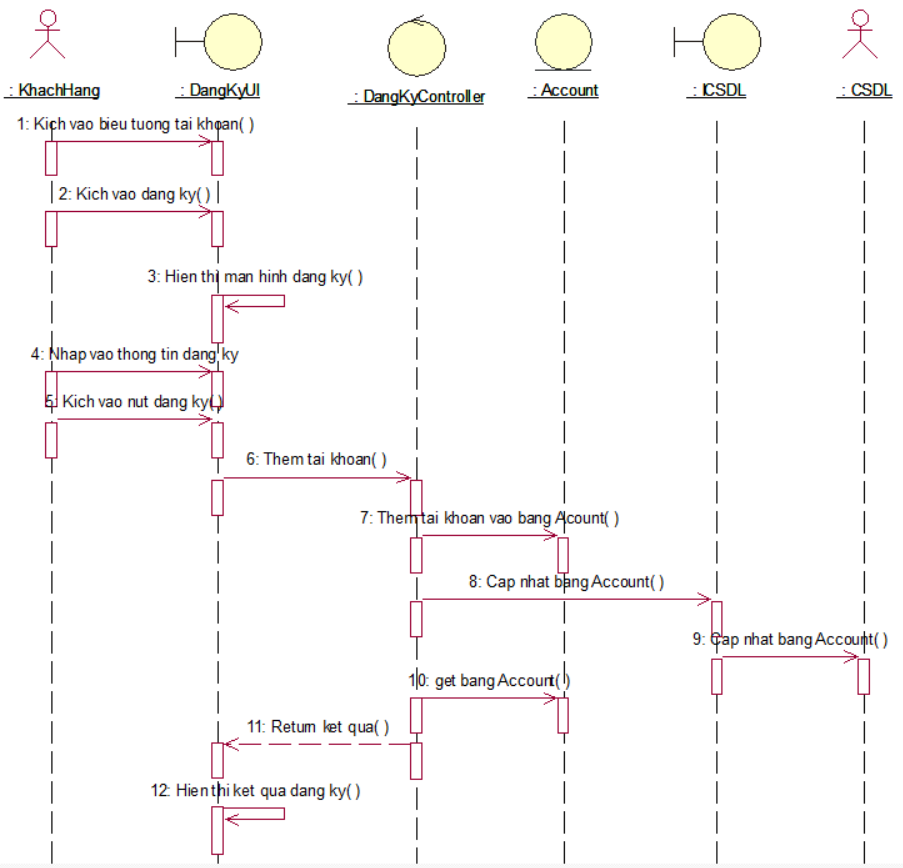 : KhachHang
: DangKyUI
: DangKyController
: Account
: ICSDL
: CSDL
1: Kich vao bieu tuong tai khoan( )
2: Kich vao dang ky( )
3: Hien thi man hinh dang ky( )
4: Nhap vao thong tin dang ky
5: Kich vao nut dang ky( )
6: Them tai khoan( )
7: Them tai khoan vao bang Acount( )
8: Cap nhat bang Account( )
9: Cap nhat bang Account( )
10: get bang Account( )
11: Return ket qua( )
12: Hien thi ket qua dang ky( )